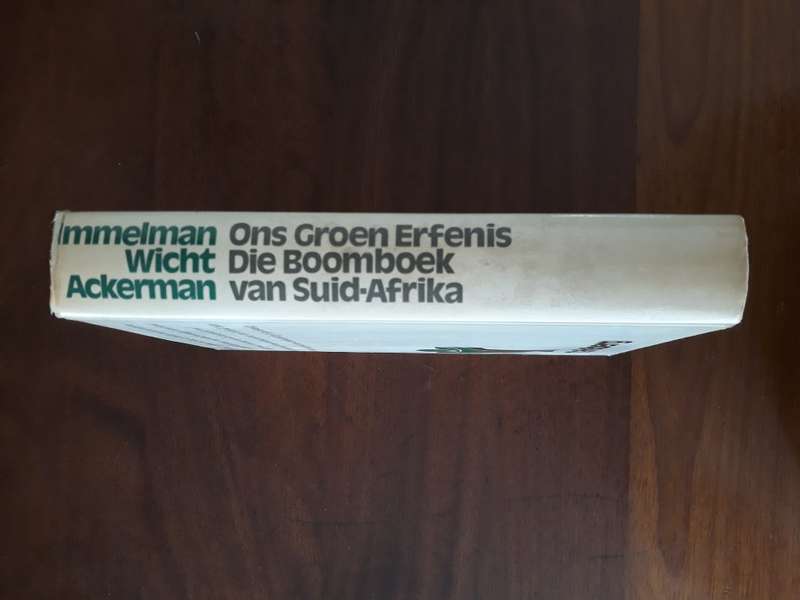 Immelman Ons Groen Erfenis
Wicht Die Boomboek
Ackerman van Suid-Afrika